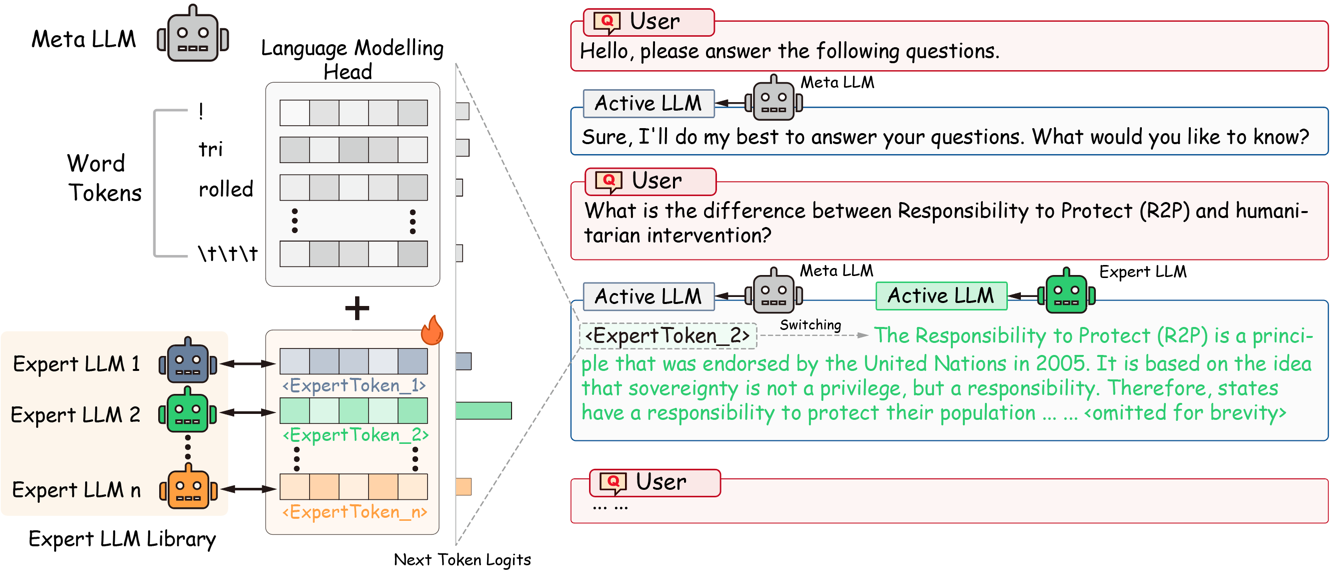 Meta LLM
Language Modelling
Head
Word
Tokens
!
tri
rolled
\t\t\t
+
Expert LLM 1
<ExpertToken_1>
Expert LLM 2
<ExpertToken_2>
Expert LLM n
<ExpertToken_n>
Expert LLM Library
Next Token Logits
Q User
Hello, please answer the following questions.
Active LLM
Meta LLM
Sure, I'll do my best to answer your questions. What would you like to know?
Q User
What is the difference between Responsibility to Protect (R2P) and humani-
tarian intervention?
Active LLM
Meta LLM
Active LLM
Expert LLM
<ExpertToken_2>
Switching
The Responsibility to Protect (R2P) is a princi-
ple that was endorsed by the United Nations in 2005. It is based on the idea
that sovereignty is not a privilege, but a responsibility. Therefore, states
have a responsibility to protect their population ... ... <omitted for brevity>
Q User
... ...